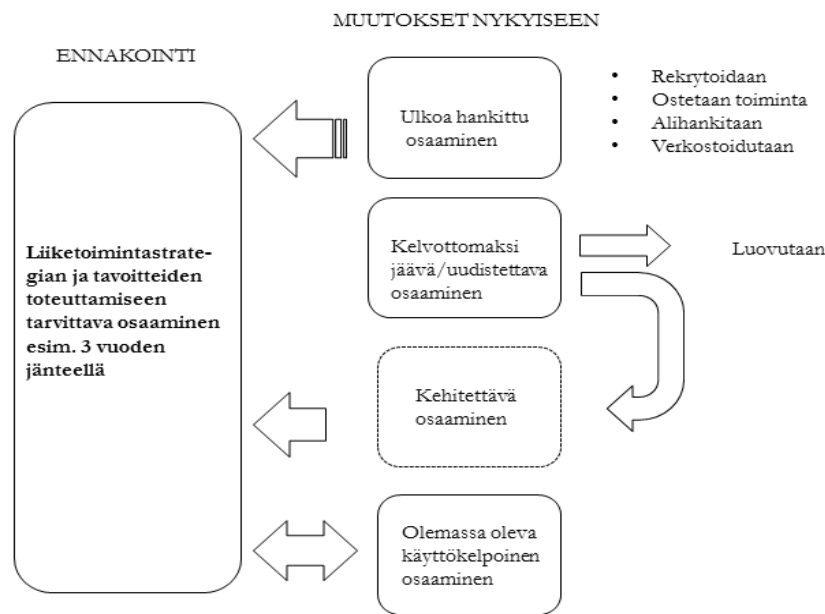 MUUTOKSET NYKYISEEN
ENNAKOINTI
Ulkoa hankittu
osaaminen
• Rekrytoidaan
• Ostetaan toiminta
• Alihankitaan
• Verkostoidutaan
Liiketoimintastrate-
gian ja tavoitteiden
toteuttamiseen
tarvittava osaaminen
esim. 3 vuoden
jänteellä
Kelvottomaksi
jäävä/uudistettava
osaaminen
Luovutaan
Kehitettävä
osaaminen
Olemassa oleva
käyttökelpoinen
osaaminen